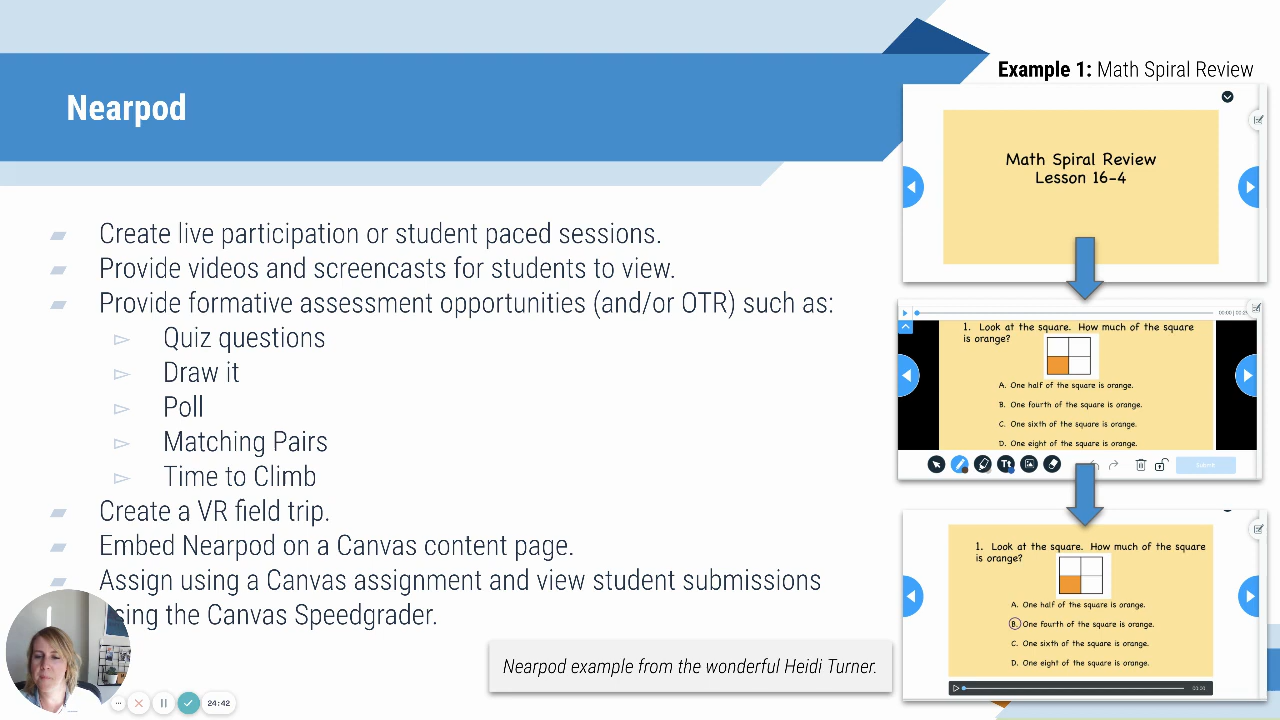 Nearpod
Create live participation or student paced sessions.
Provide videos and screencasts for students to view.
Provide formative assessment opportunities (and/or OTR) such as:
Quiz questions
Draw it
Poll
Matching Pairs
Time to Climb
Create a VR field trip.
Embed Nearpod on a Canvas content page.
Assign using a Canvas assignment and view student submissions
sing the Canvas Speedgrader.
Nearpod example from the wonderful Heidi Turner.
24:42
Example 1: Math Spiral Review
Math Spiral Review
Lesson 16-4
1. Look at the square. How much of the square
is orange?
A. One half of the square is orange.
B. One fourth of the square is orange.
C. One sixth of the square is orange.
D. One eight of the square is orange.
Tt
Submit
1. Look at the square. How much of the square
is orange?
A. One half of the square is orange.
B. One fourth of the square is orange.
C. One sixth of the square is orange.
D. One eight of the square is orange.